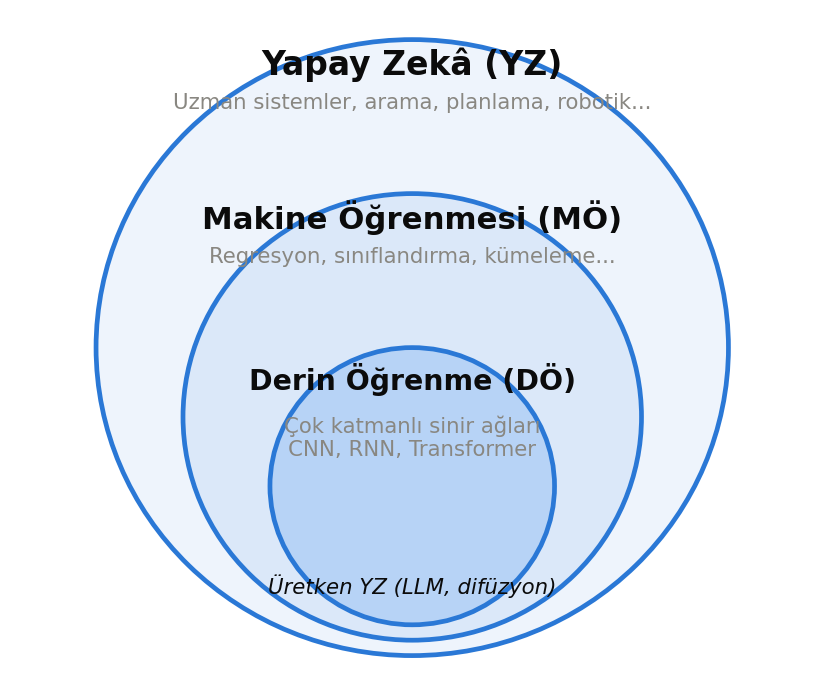 Yapay Zekâ (YZ)
Uzman sistemler, arama, planlama, robotik...
Makine Öğrenmesi (MÖ)
Regresyon, sınıflandırma, kümeleme...
Derin Öğrenme (DÖ)
Çok katmanlı sinir ağları
CNN, RNN, Transformer
Üretken YZ (LLM, difüzyon)